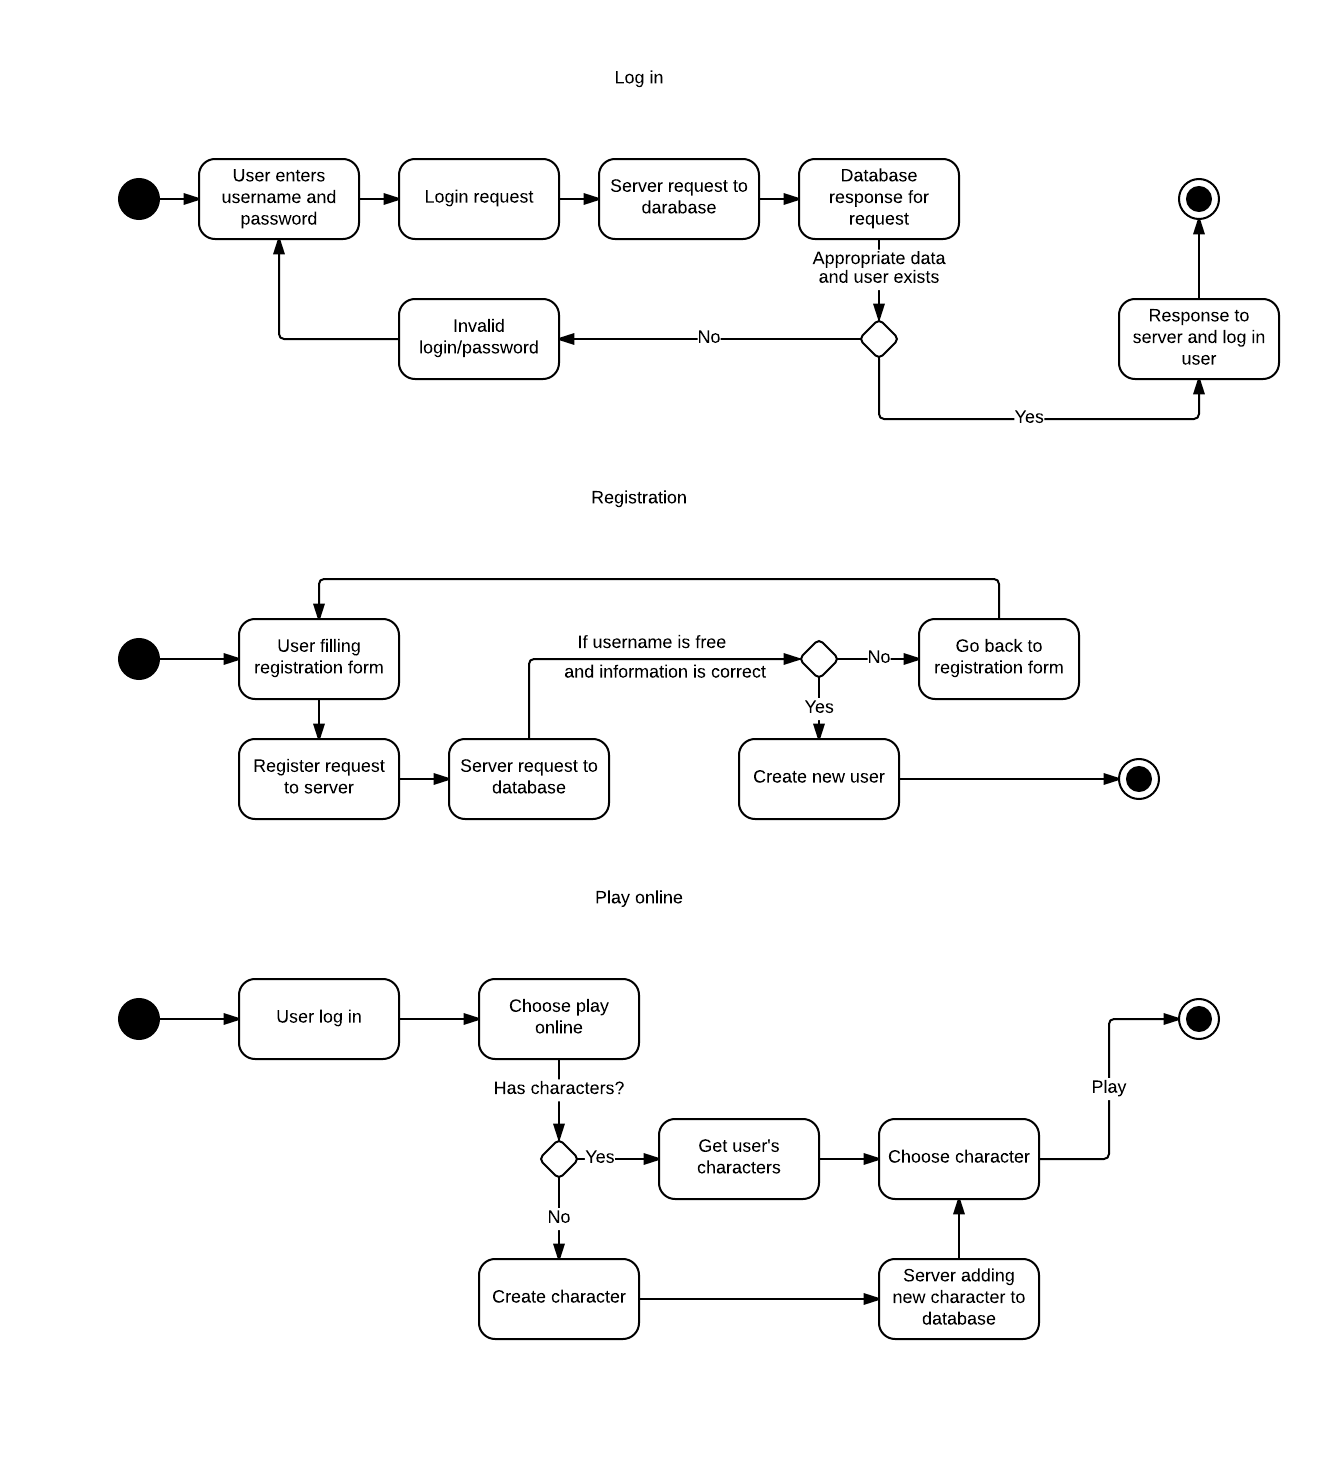 Log in
User enters
username and
password
Login request
Server request to
darabase
Database
response for
request
Appropriate data
and user exists
Invalid
login/password
No
Response to
server and log in
user
Yes
Registration
User filling
registration form
If username is free
and information is correct
No
Go back to
registration form
Yes
Register request
to server
Server request to
database
Create new user
Play online
User log in
Choose play
online
Has characters?
Play
Yes
Get user's
characters
Choose character
No
Create character
Server adding
new character to
database